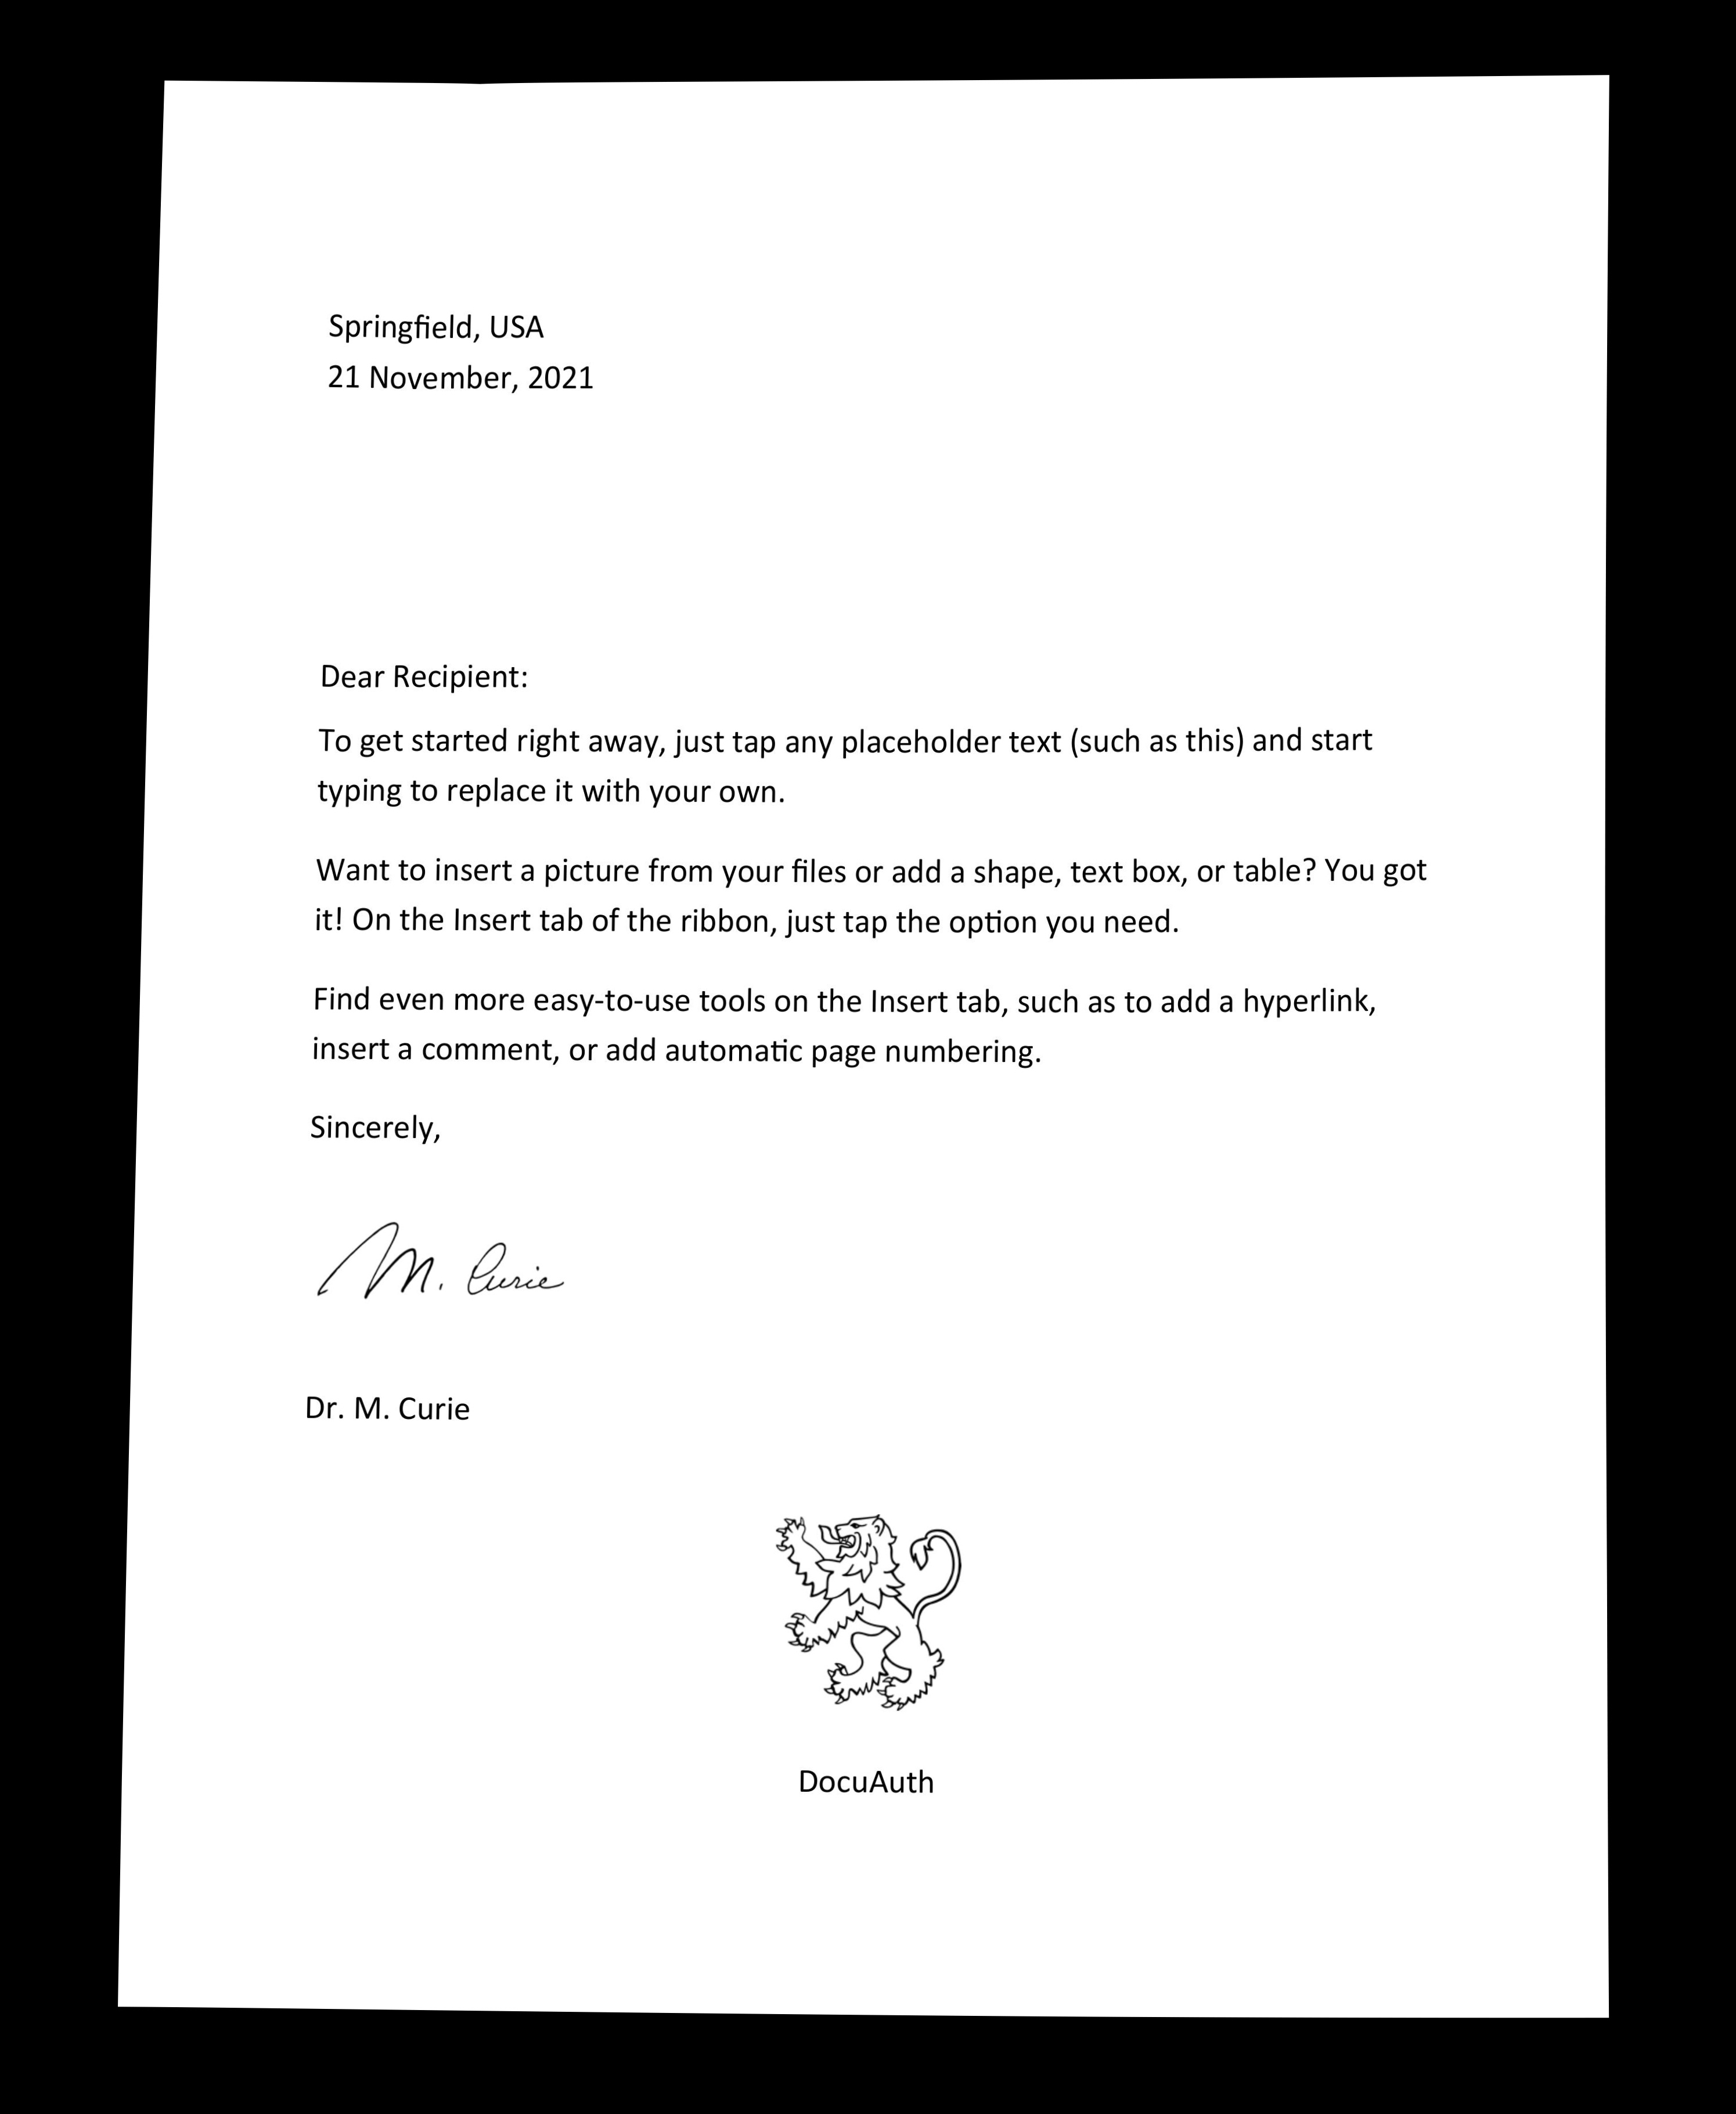 Springfield, USA
21 November, 2021
Dear Recipient:
To get started right away, just tap any placeholder text (such as this) and start
typing to replace it with your own.
Want to insert a picture from your files or add a shape, text box, or table? You got
it! On the Insert tab of the ribbon, just tap the option you need.
Find even more easy-to-use tools on the Insert tab, such as to add a hyperlink,
insert a comment, or add automatic page numbering.
Sincerely,
M. Curie
Dr. M. Curie
DocuAuth